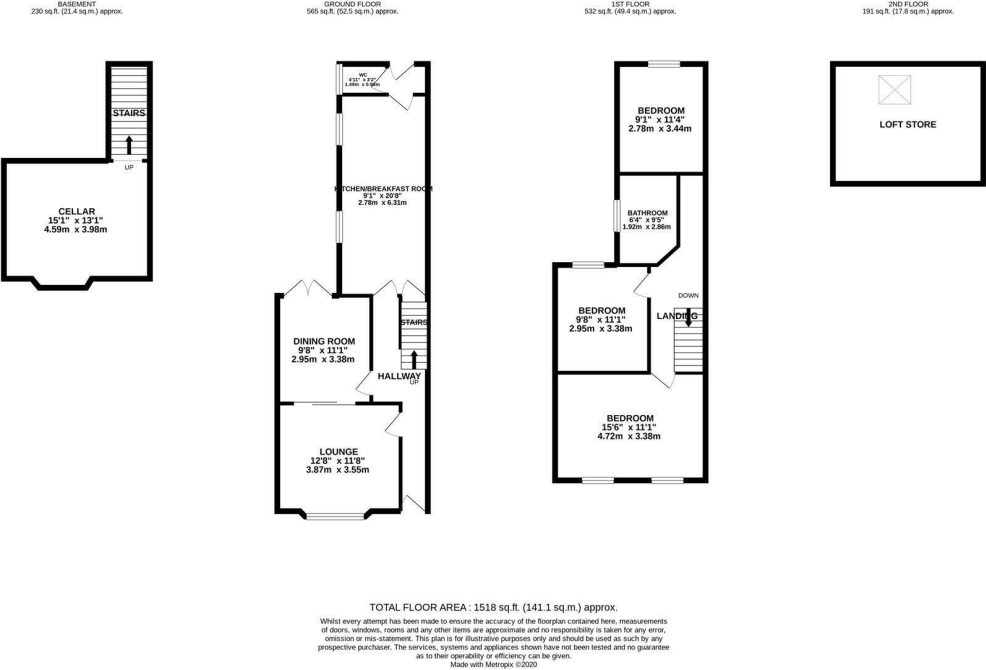 BASEMENT
230 sq.ft. (21.4 sq.m.) approx.
GROUND FLOOR
565 sq.ft. (52.5 sq.m.) approx.
1ST FLOOR
532 sq.ft. (49.4 sq.m.) approx.
2ND FLOOR
191 sq.ft. (17.8 sq.m.) approx.
STAIRS
UP
CELLAR
15'1" x 13'1"
4.59m x 3.98m
WC
4'11" x 3'2"
1.49m x 0.96m
KITCHEN/BREAKFAST ROOM
9'1" x 20'8"
2.78m x 6.31m
STAIRS
UP
DINING ROOM
9'8" x 11'1"
2.95m x 3.38m
HALLWAY
LOUNGE
12'8" x 11'8"
3.87m x 3.55m
BEDROOM
9'1" x 11'4"
2.78m x 3.44m
BATHROOM
6'4" x 9'5"
1.92m x 2.86m
DOWN
LANDING
BEDROOM
9'8" x 11'1"
2.95m x 3.38m
BEDROOM
15'6" x 11'1"
4.72m x 3.38m
LOFT STORE
TOTAL FLOOR AREA : 1518 sq.ft. (141.1 sq.m.) approx.
Whilst every attempt has been made to ensure the accuracy of the floorplan contained here, measurements
of doors, windows, rooms and any other items are approximate and no responsibility is taken for any error,
omission or mis-statement. This plan is for illustrative purposes only and should be used as such by any
prospective purchaser. The services, systems and appliances shown have not been tested and no guarantee
as to their operability or efficiency can be given.
Made with Metropix ©2020